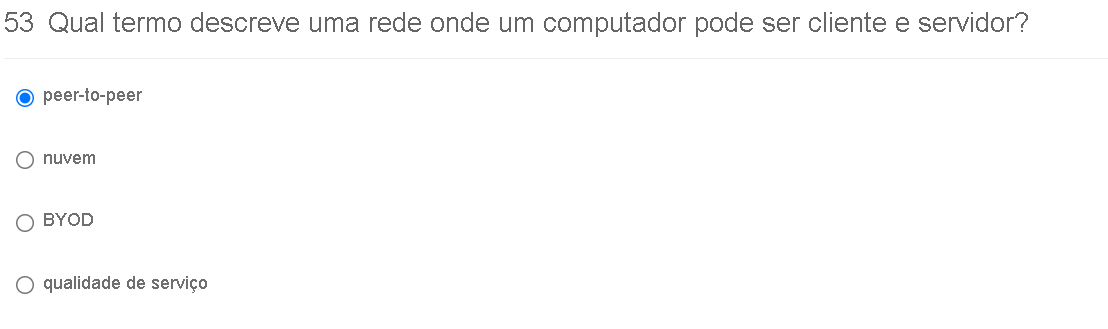 53 Qual termo descreve uma rede onde um computador pode ser cliente e servidor?
peer-to-peer
nuvem
BYOD
qualidade de serviço